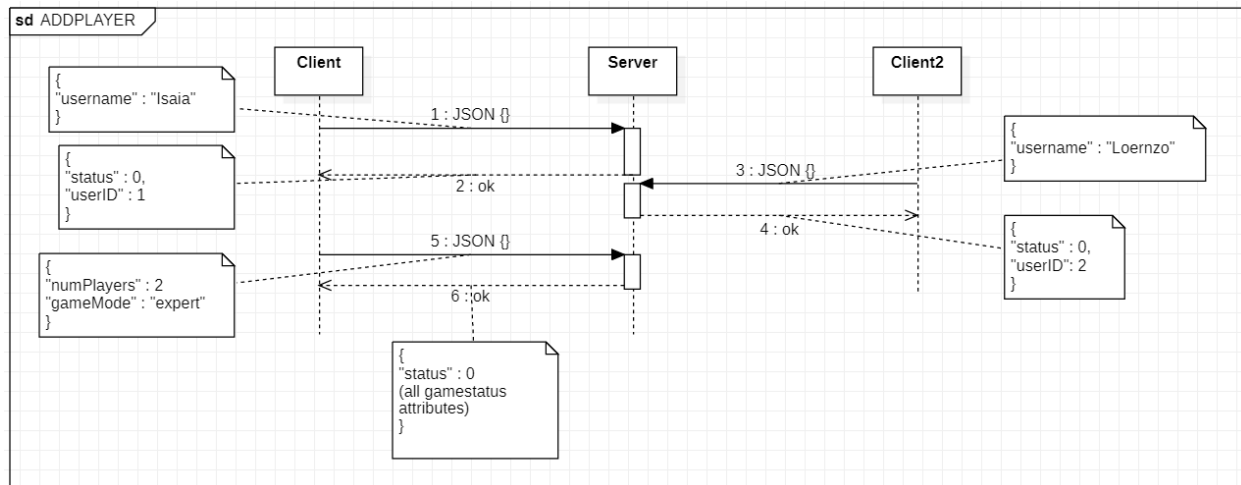 sd ADDPLAYER
Client
Server
Client2
{
"username" : "Isaia"
}
1 : JSON {}
{
"username" : "Loernzo"
}
{
"status" : 0,
"userID" : 1
}
2 : ok
3 : JSON {}
4 : ok
{
"status" : 0,
"userID": 2
}
5 : JSON {}
{
"numPlayers" : 2
"gameMode" : "expert"
}
6 : ok
{
"status" : 0
(all gamestatus
attributes)
}